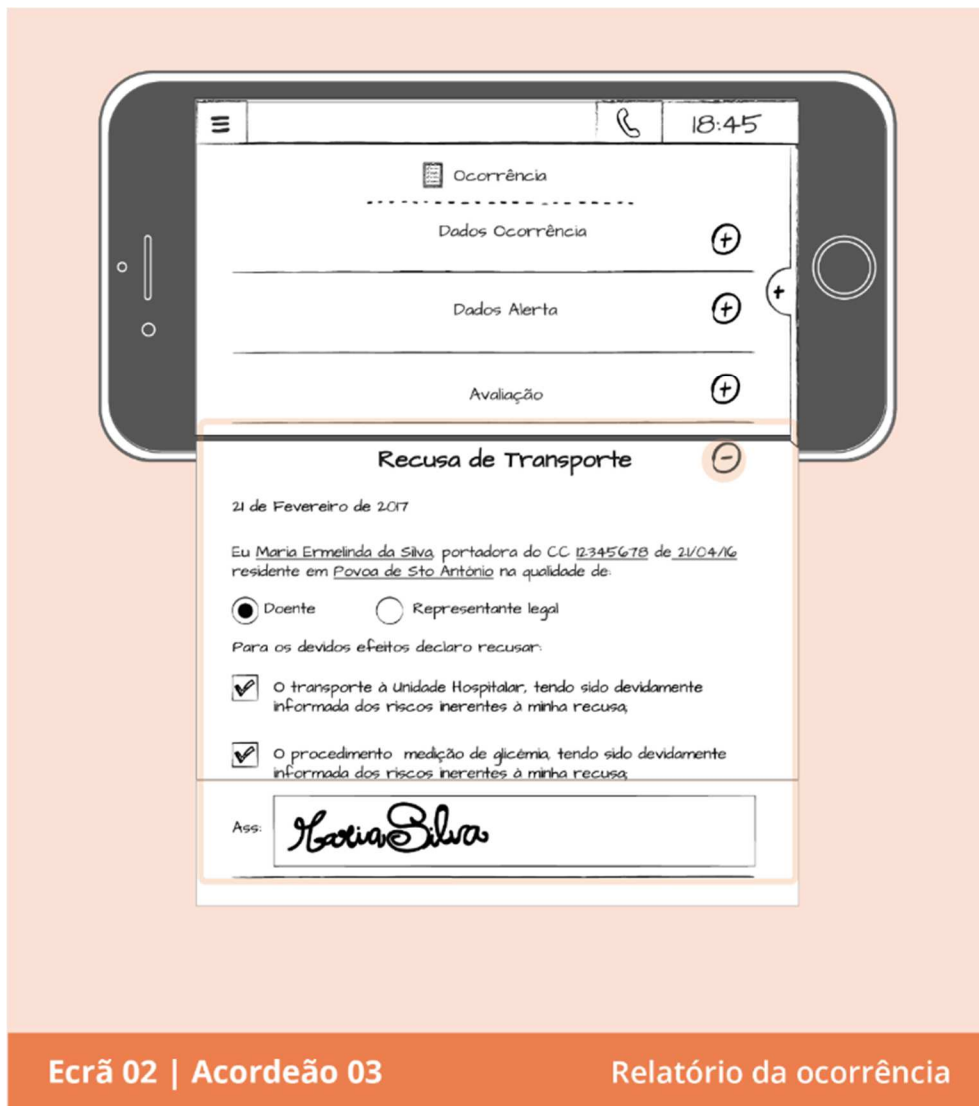 18:45
Ocorrência
Dados Ocorrência
Dados Alerta
Avaliação
Recusa de Transporte
21 de Fevereiro de 2017
Eu Maria Ermelinda da Silva, portadora do CC 12345678 de 21/04/16
residente em Povoa de Sto António na qualidade de:
Doente Representante legal
Para os devidos efeitos declaro recusar:
O transporte à Unidade Hospitalar, tendo sido devidamente
informada dos riscos inerentes à minha recusa;
O procedimento medição de glicémia, tendo sido devidamente
informada dos riscos inerentes à minha recusa;
Ass: Maria Silva
Ecrã 02 | Acordeão 03 Relatório da ocorrência